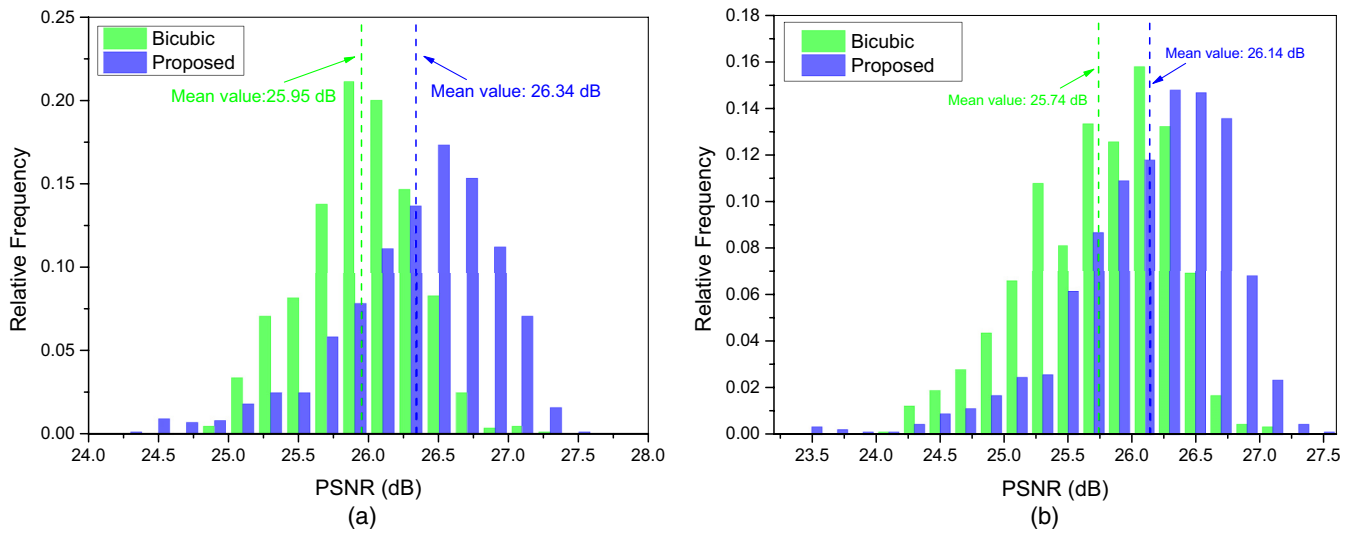 0.25
0.20
0.15
0.10
0.05
0.00
Relative Frequency
Bicubic
Proposed
Mean value:25.95 dB
Mean value: 26.34 dB
24.0 24.5 25.0 25.5 26.0 26.5 27.0 27.5 28.0
PSNR (dB)
(a)
0.18
0.16
0.14
0.12
0.10
0.08
0.06
0.04
0.02
0.00
Relative Frequency
Bicubic
Proposed
Mean value: 26.14 dB
Mean value: 25.74 dB
23.5 24.0 24.5 25.0 25.5 26.0 26.5 27.0 27.5
PSNR (dB)
(b)